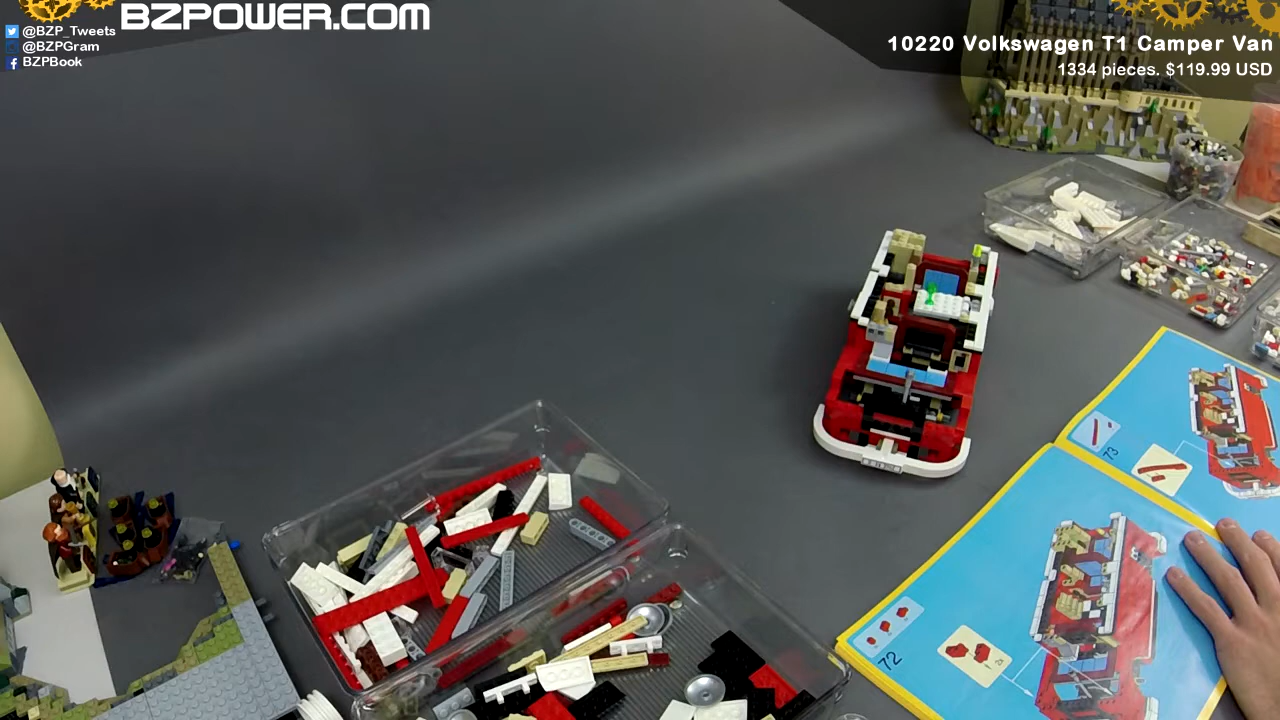 BZPOWER.COM
@BZP_Tweets
@BZPGram
BZPBook
10220 Volkswagen T1 Camper Van
1334 pieces. $119.99 USD
73
72